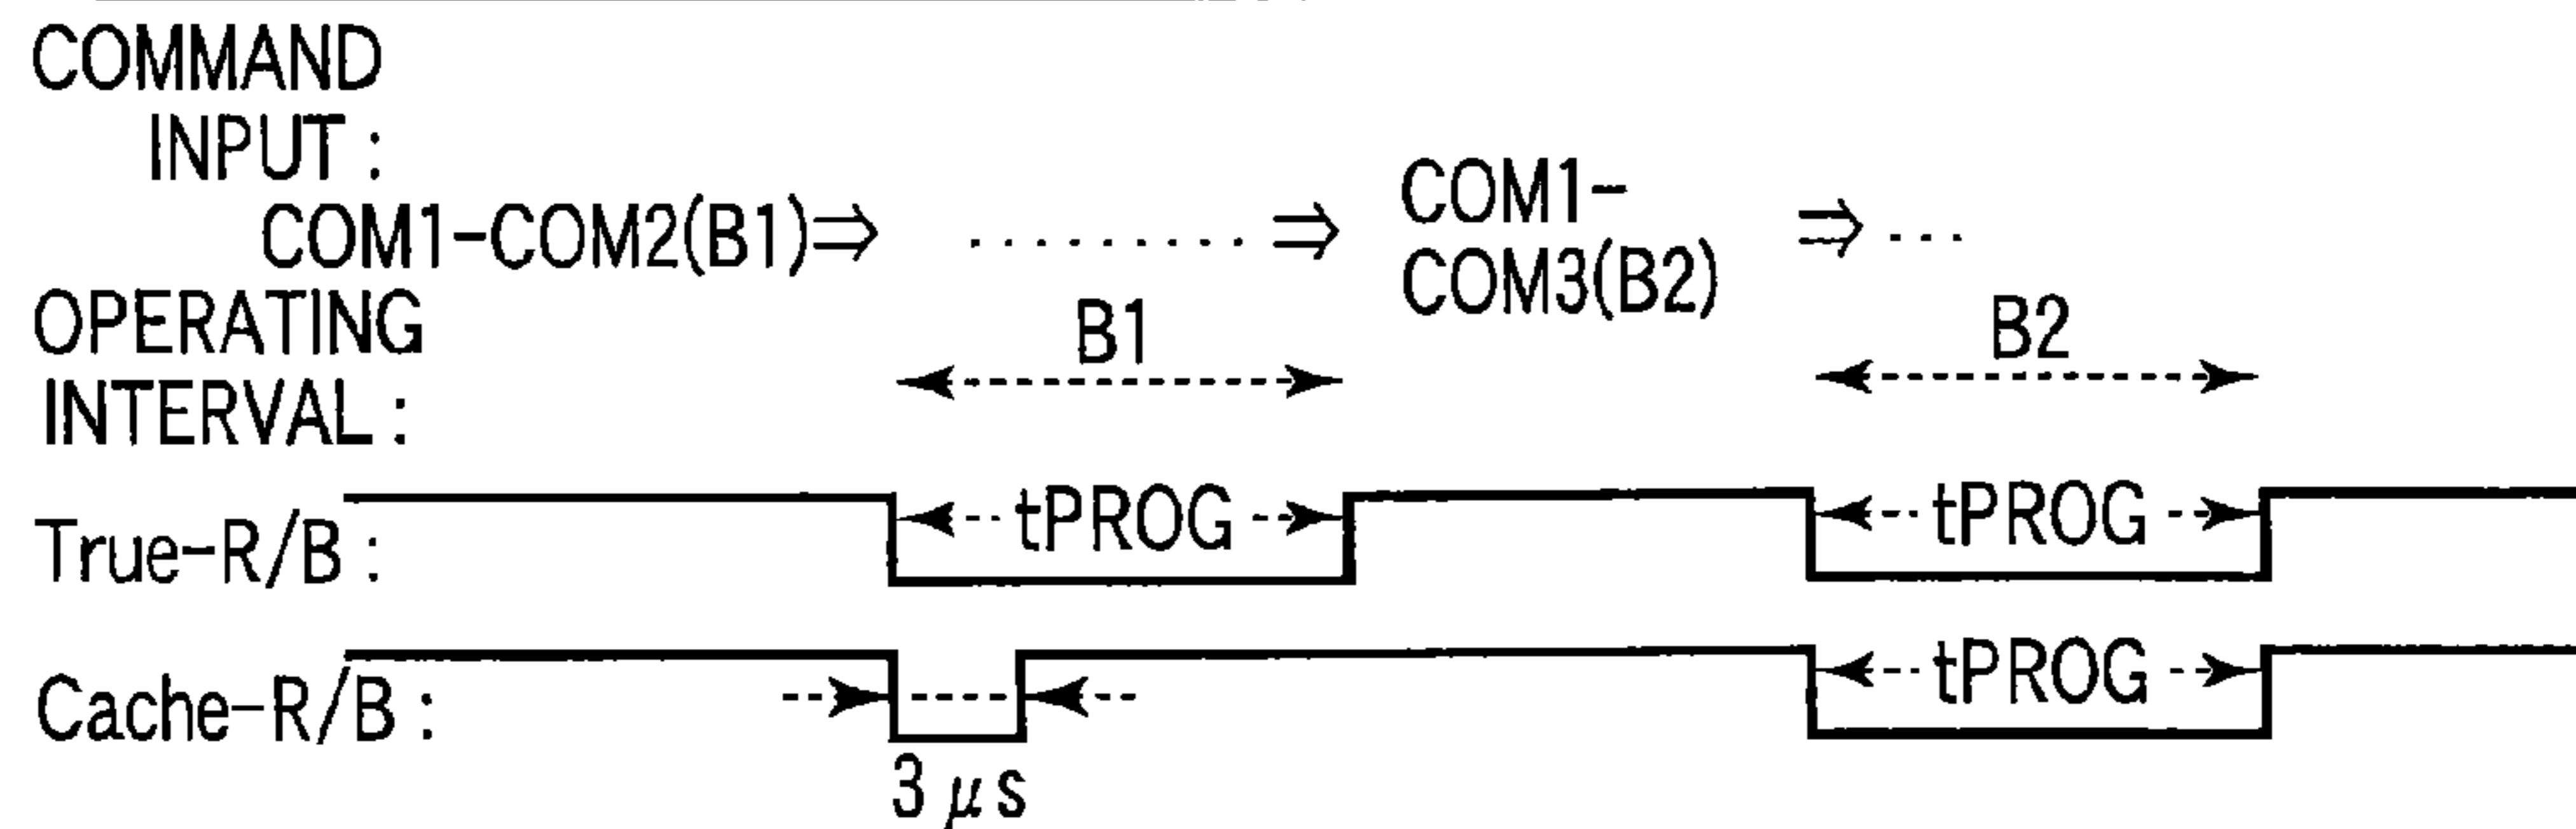 COMMAND
INPUT :
COM1-COM2(B1)⇒ ......... ⇒ COM1-
COM3(B2) ⇒ ...
OPERATING
INTERVAL :
B1 B2
True-R/B : tPROG tPROG
Cache-R/B : tPROG
3 μs